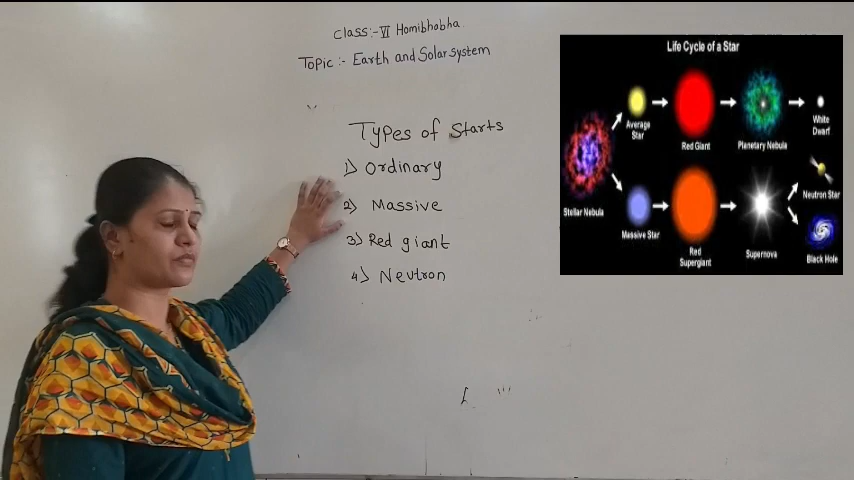 Class:-VI Homibhabha
Topic:- Earth and Solar system
Types of Starts
1) Ordinary
2) Massive
3) Red giant
4) Neutron
Life Cycle of a Star
Average
Star
Red Giant
Planetary Nebula
White
Dwarf
Stellar Nebula
Massive Star
Red
Supergiant
Supernova
Neutron Star
Black Hole